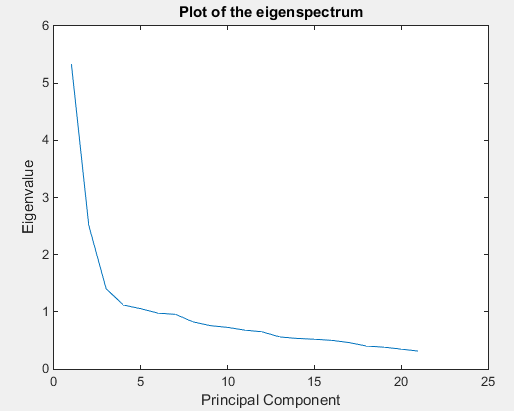 Plot of the eigenspectrum
6
5
4
3
2
1
0
Eigenvalue
0 5 10 15 20 25
Principal Component